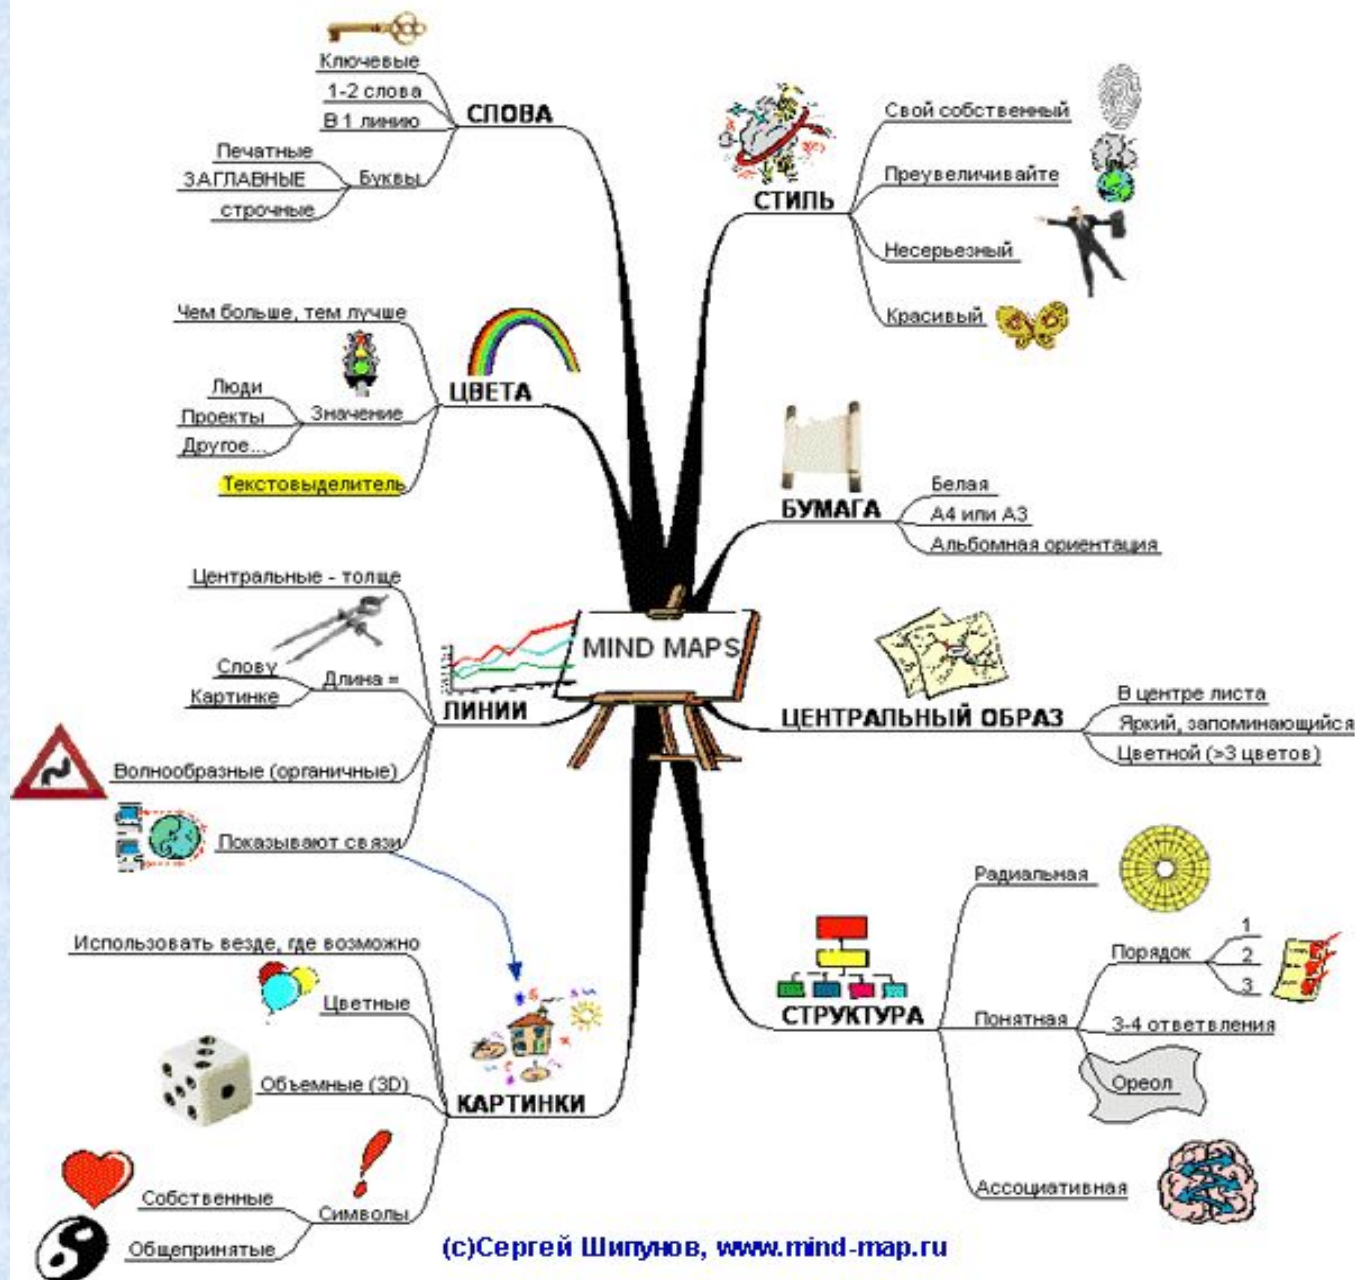 Ключевые
1-2 слова
В 1 линию
СЛОВА
Печатные
ЗАГЛАВНЫЕ
строчные
Буквы
Чем больше, тем лучше
ЦВЕТА
Люди
Проекты
Другое...
Значение
Текстовыделитель
Центральные - толще
Слову
Картинке
Длина =
ЛИНИИ
Волнообразные (органичные)
Показывают связи
Использовать везде, где возможно
Цветные
Объемные (3D)
КАРТИНКИ
Собственные
Общепринятые
Символы
MIND MAPS
СТИЛЬ
Свой собственный
Преувеличивайте
Несерьезный
Красивый
БУМАГА
Белая
А4 или А3
Альбомная ориентация
ЦЕНТРАЛЬНЫЙ ОБРАЗ
В центре листа
Яркий, запоминающийся
Цветной (>3 цветов)
СТРУКТУРА
Радиальная
Понятная
Порядок
1
2
3
3-4 ответвления
Ореол
Ассоциативная
(с)Сергей Шипунов, www.mind-map.ru